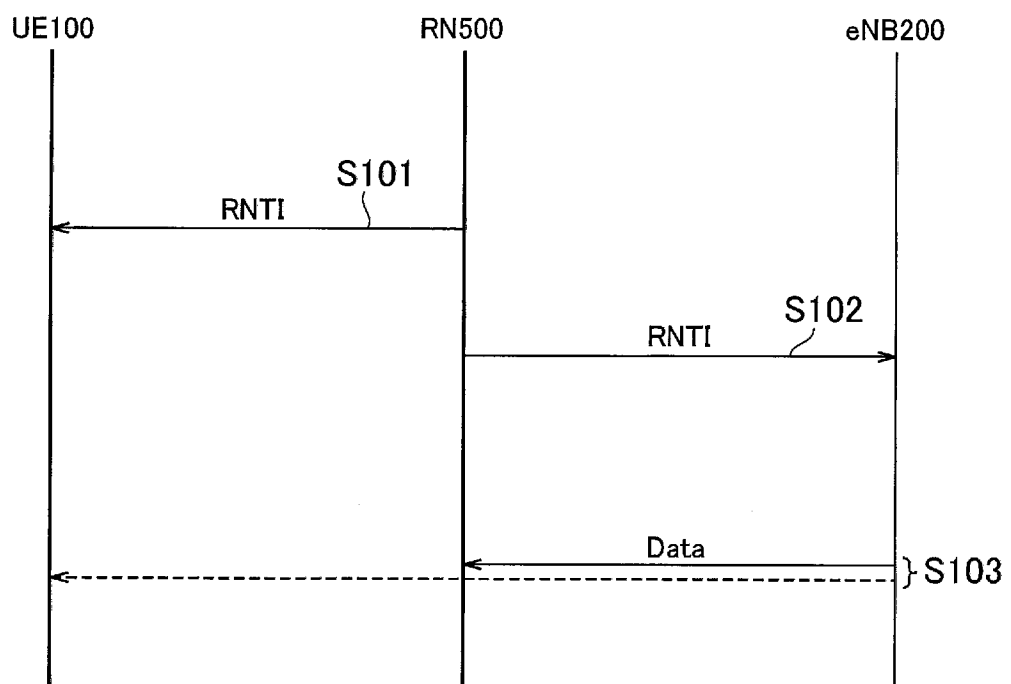 UE100
RN500
eNB200
S101
RNTI
S102
RNTI
Data
S103